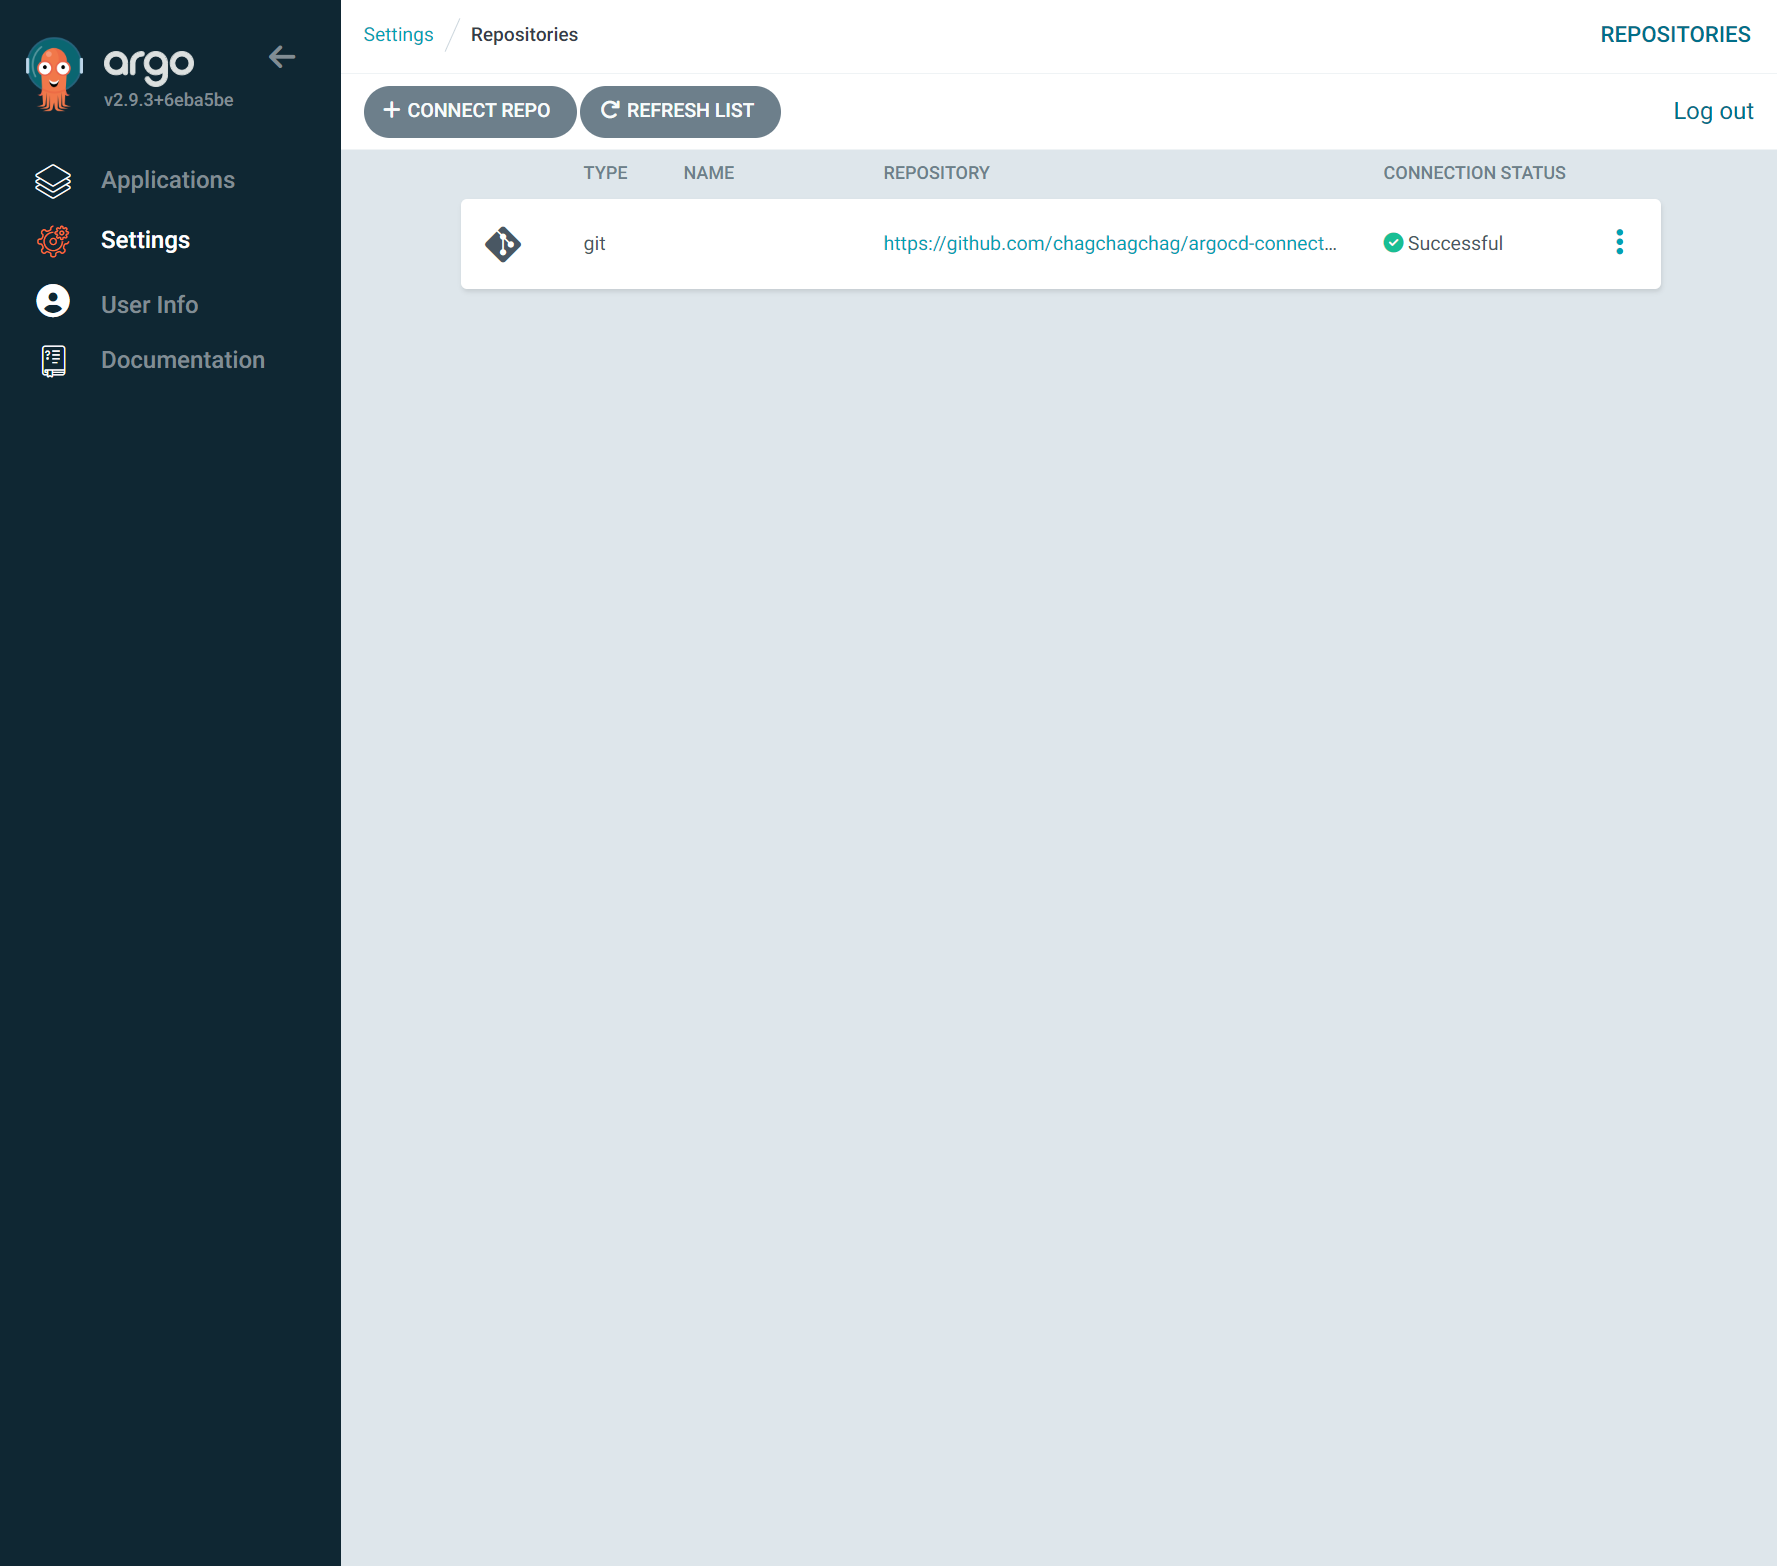 argo
v2.9.3+6eba5be
Applications
Settings
User Info
Documentation
Settings / Repositories
REPOSITORIES
+ CONNECT REPO
REFRESH LIST
Log out
TYPE NAME REPOSITORY CONNECTION STATUS
git https://github.com/chagchagchag/argocd-connect... Successful